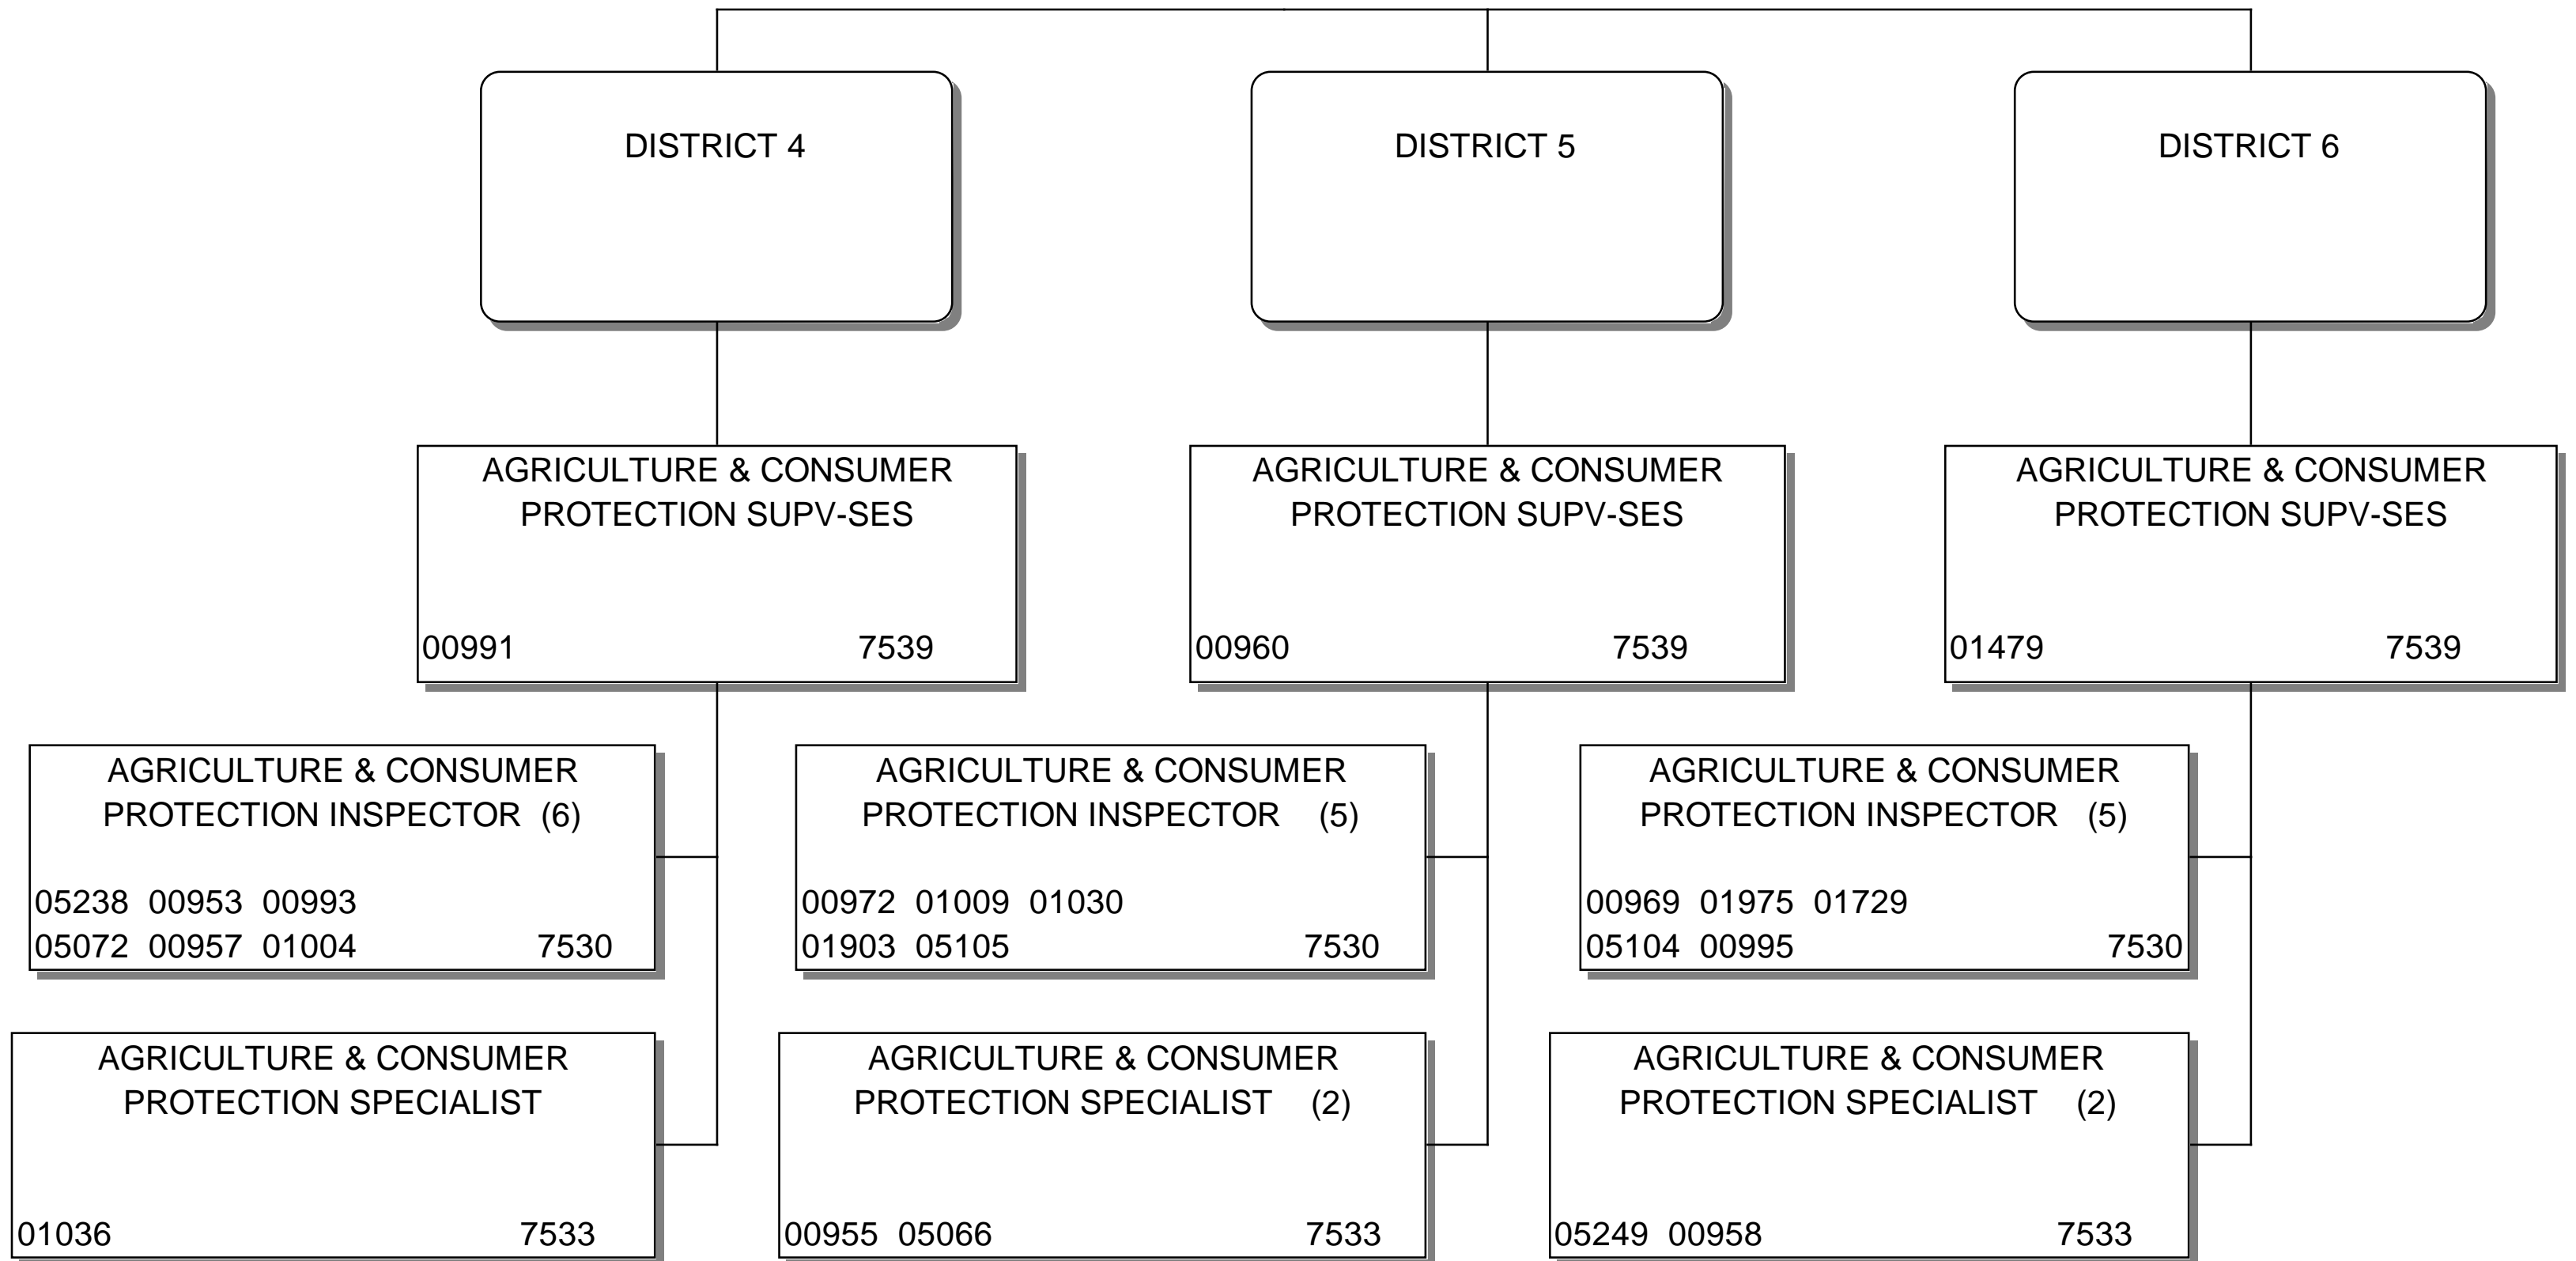 DISTRICT 4
DISTRICT 5
DISTRICT 6
AGRICULTURE & CONSUMER
PROTECTION SUPV-SES
00991 7539
AGRICULTURE & CONSUMER
PROTECTION SUPV-SES
00960 7539
AGRICULTURE & CONSUMER
PROTECTION SUPV-SES
01479 7539
AGRICULTURE & CONSUMER
PROTECTION INSPECTOR (6)
05238 00953 00993
05072 00957 01004 7530
AGRICULTURE & CONSUMER
PROTECTION INSPECTOR (5)
00972 01009 01030
01903 05105 7530
AGRICULTURE & CONSUMER
PROTECTION INSPECTOR (5)
00969 01975 01729
05104 00995 7530
AGRICULTURE & CONSUMER
PROTECTION SPECIALIST
01036 7533
AGRICULTURE & CONSUMER
PROTECTION SPECIALIST (2)
00955 05066 7533
AGRICULTURE & CONSUMER
PROTECTION SPECIALIST (2)
05249 00958 7533